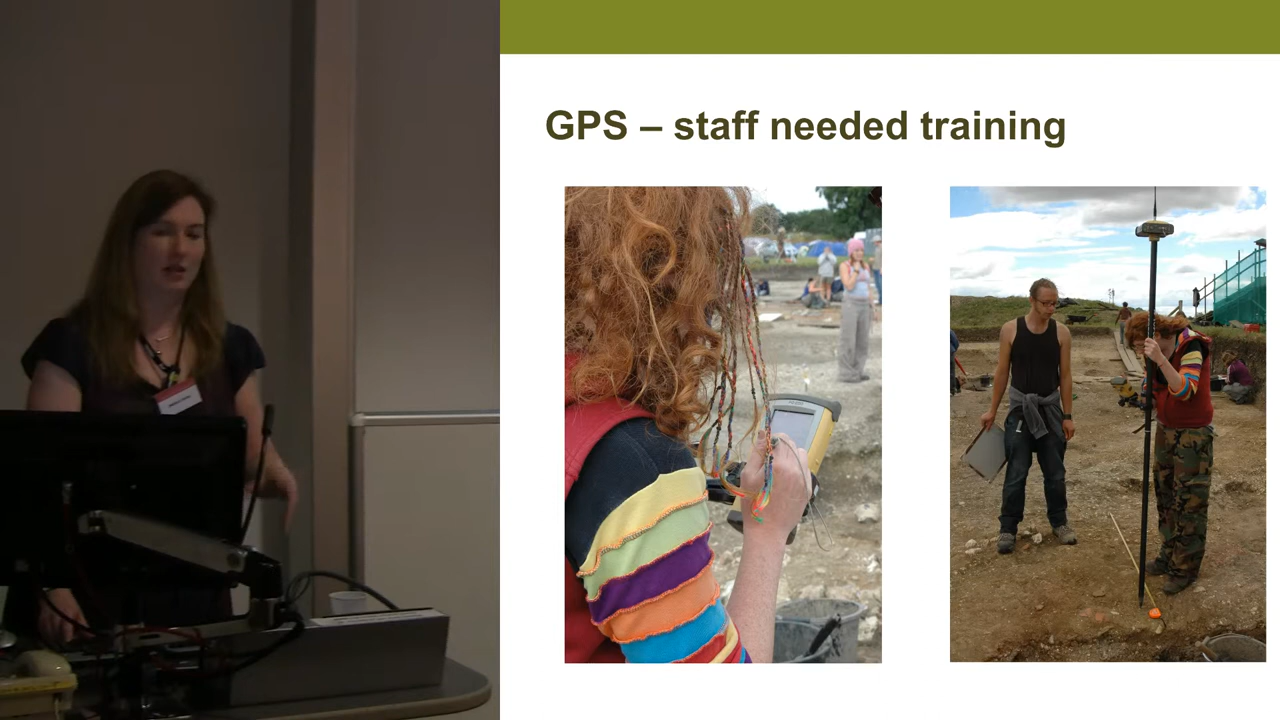 GPS – staff needed training